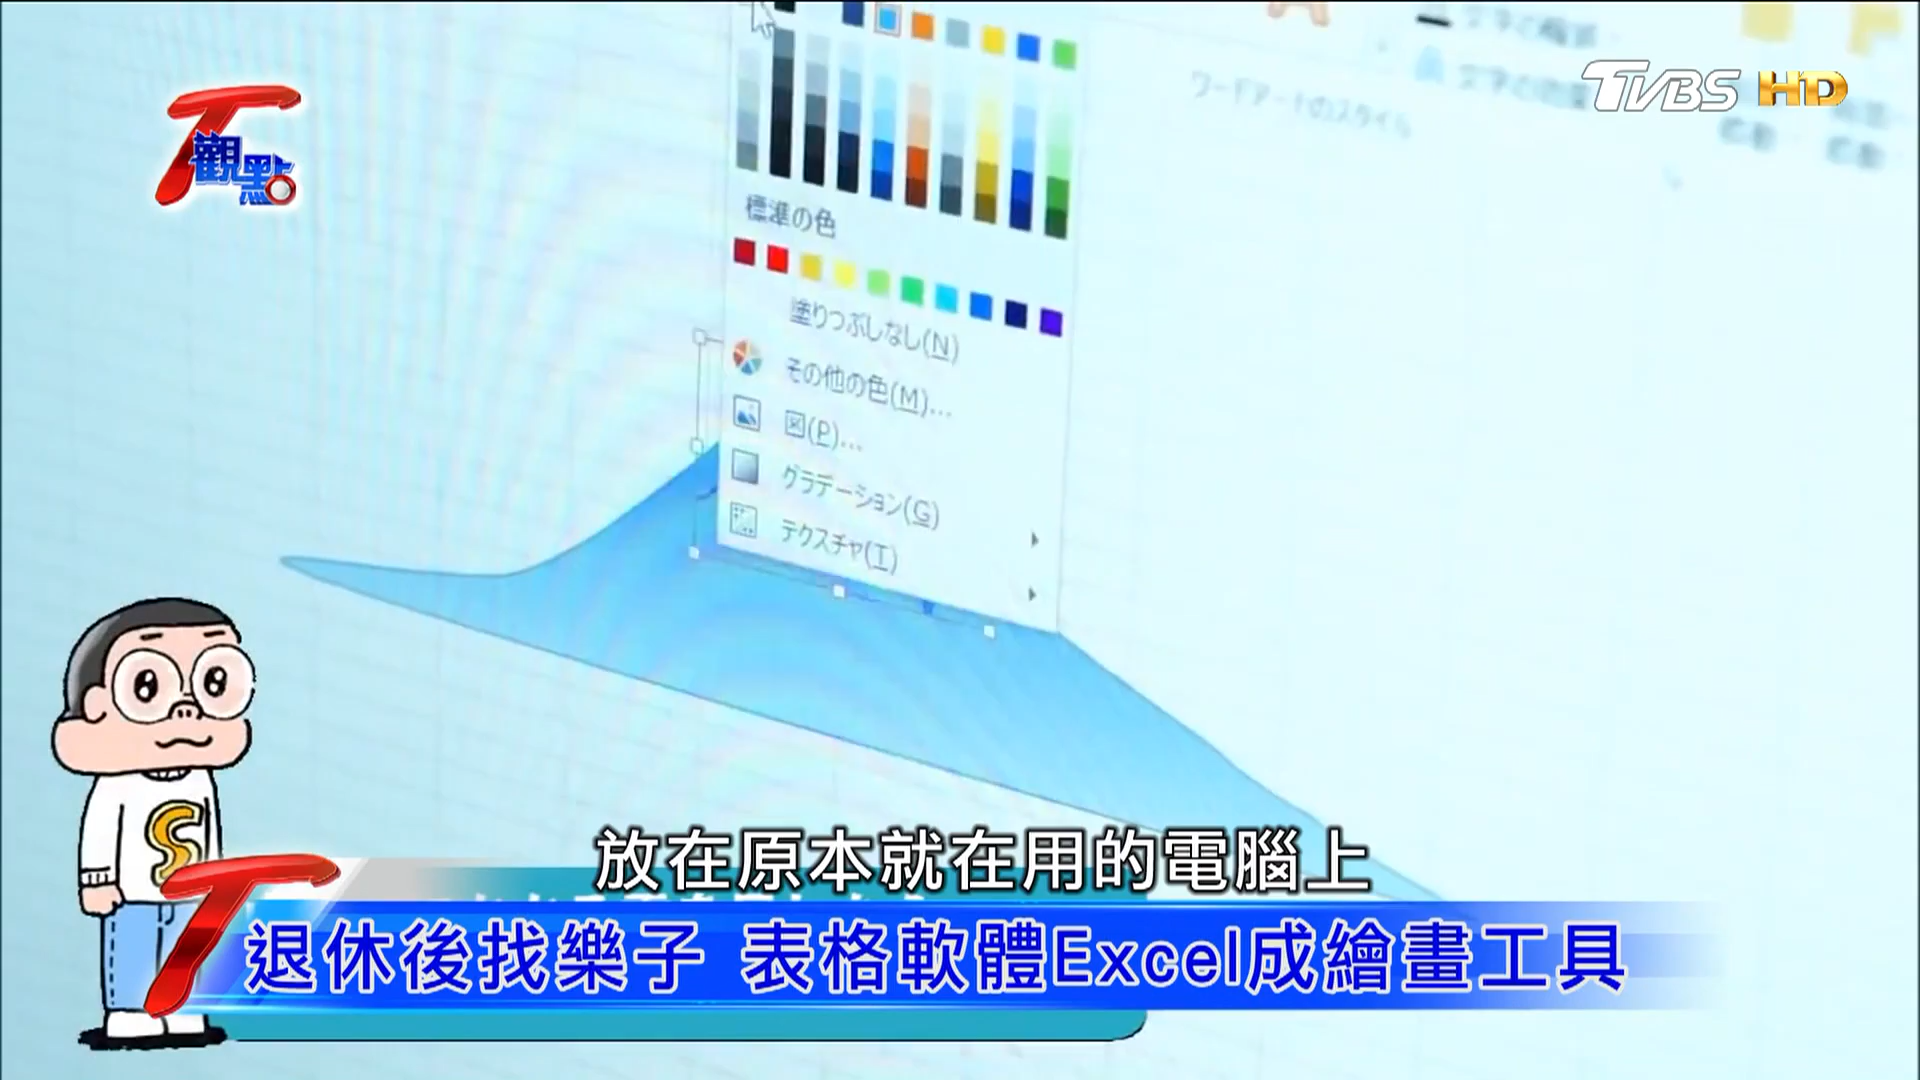 TVBS HD
T觀點
ワードアートのスタイル
標準の色
塗りつぶしなし(N)
その他の色(M)...
図(P)...
グラデーション(G)
テクスチャ(T)
S
放在原本就在用的電腦上
T
退休後找樂子 表格軟體Excel成繪畫工具